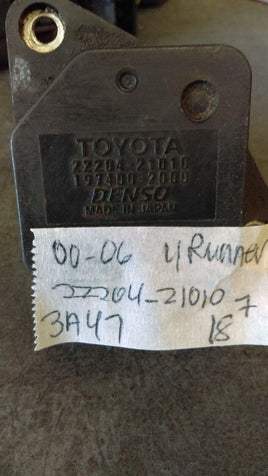 TOYOTA
22204-21010
197400-2000
DENSO
MADE IN JAPAN
00-06 4Runner
22204-21010
7
3A47 18